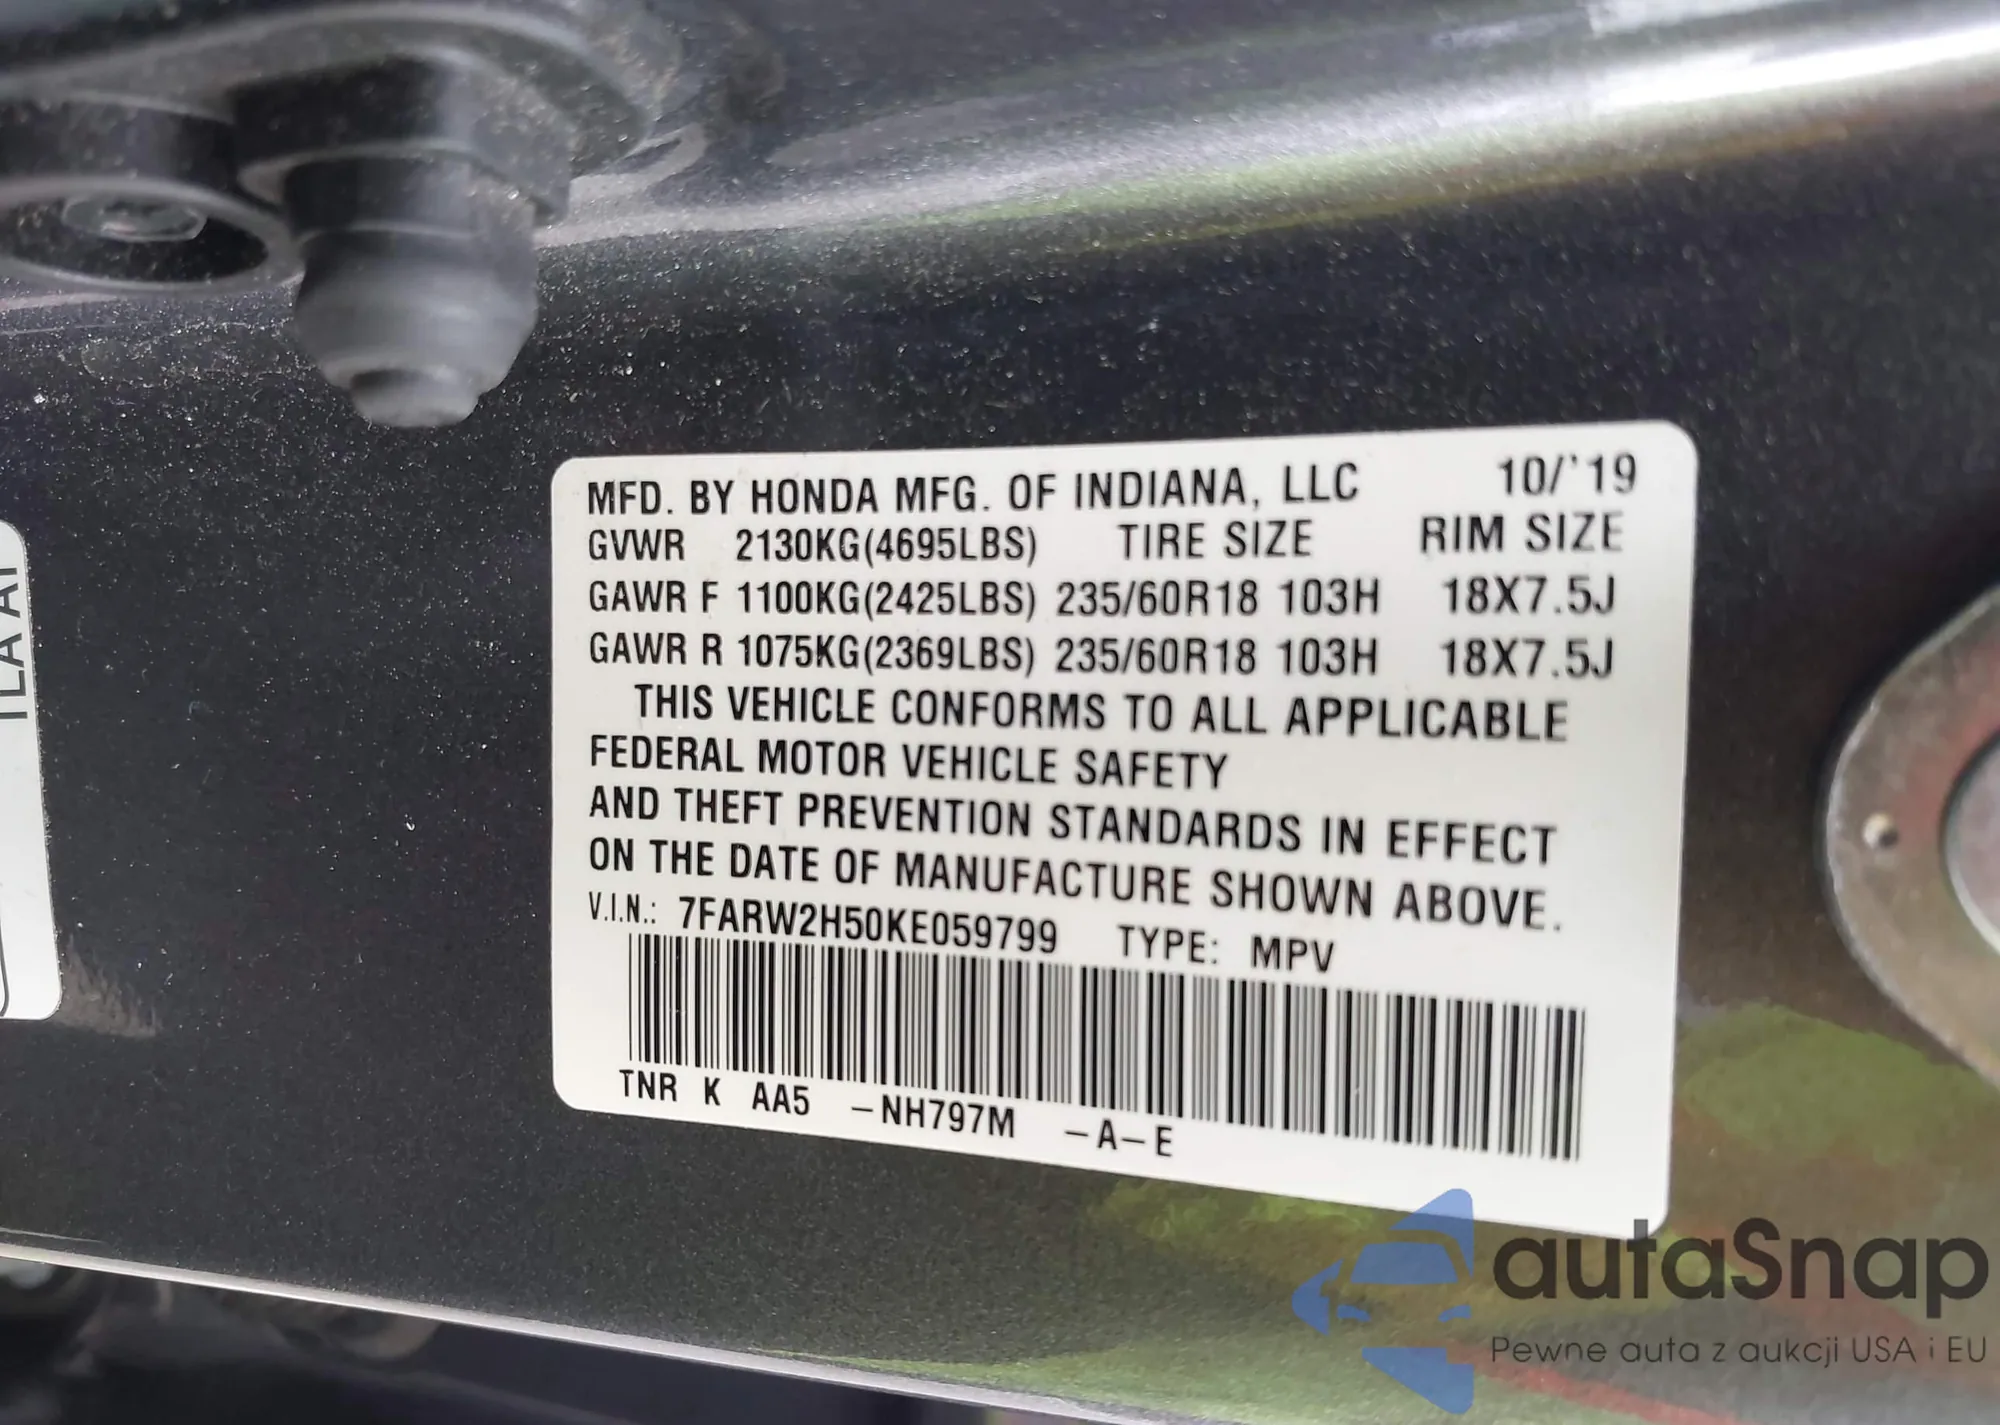 MFD. BY HONDA MFG. OF INDIANA, LLC 10/'19
GVWR 2130KG(4695LBS) TIRE SIZE RIM SIZE
GAWR F 1100KG(2425LBS) 235/60R18 103H 18X7.5J
GAWR R 1075KG(2369LBS) 235/60R18 103H 18X7.5J
THIS VEHICLE CONFORMS TO ALL APPLICABLE
FEDERAL MOTOR VEHICLE SAFETY
AND THEFT PREVENTION STANDARDS IN EFFECT
ON THE DATE OF MANUFACTURE SHOWN ABOVE.
V.I.N.: 7FARW2H50KE059799 TYPE: MPV
TNR K AA5 -NH797M -A-E
autaSnap
Pewne auta z aukcji USA i EU